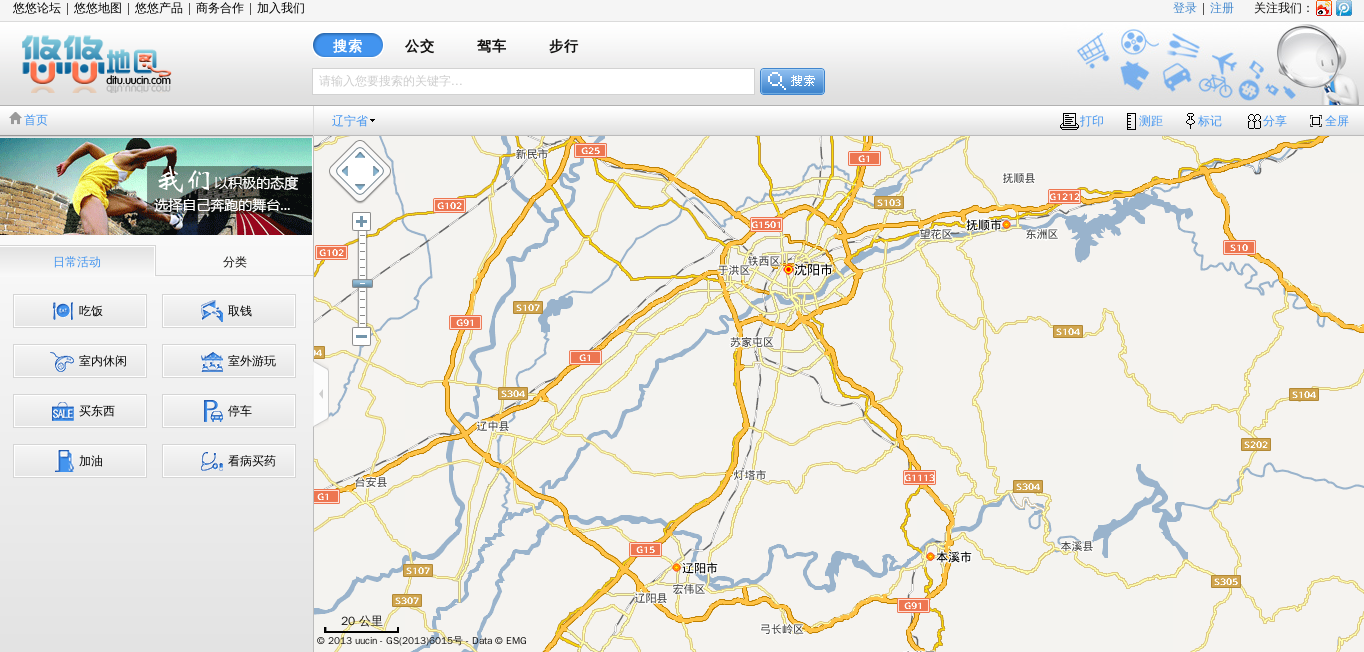 悠悠论坛 | 悠悠地图 | 悠悠产品 | 商务合作 | 加入我们
登录 | 注册 关注我们：
悠悠地图
ditu.uucin.com
搜索 公交 驾车 步行
请输入您要搜索的关键字…
搜索
首页
辽宁省
打印 测距 标记 分享 全屏
我们以积极的态度
选择自己奔跑的舞台...
日常活动 分类
吃饭 取钱
室内休闲 室外游玩
买东西 停车
加油 看病买药
新民市
G25
G1
抚顺县
G102
S103
G1212
G1501
抚顺市
望花区
东洲区
G102
S10
铁西区
于洪区
沈阳市
S107
G91
S104
苏家屯区
04
G1
S304
S104
辽中县
S202
灯塔市
G1113
台安县
S304
G1
本溪县
G15
本溪市
辽阳市
S107
S305
宏伟区
辽阳县
S307
G91
弓长岭区
20 公里
© 2013 uucin - GS(2013)6015号 - Data © EMG